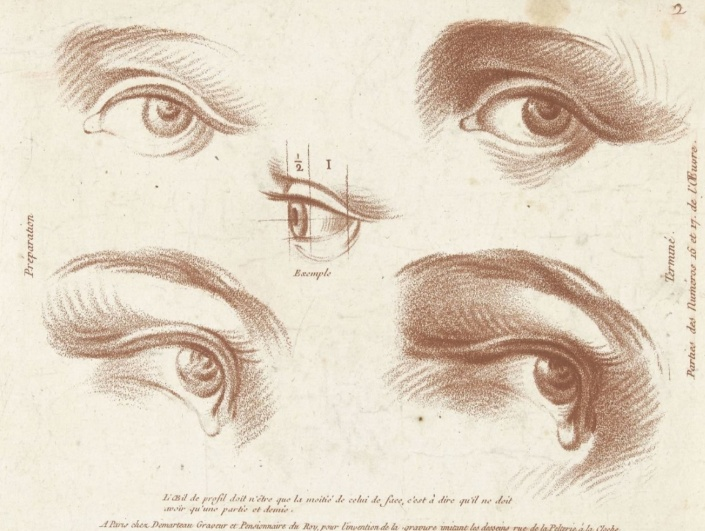 2
½ I
Préparation
Exemple
Terminé.
Parties des Numéros 16 et 17. de l'Œuvre.
L'Œil de profil doit n'être que la moitié de celui de face, c'est à dire qu'il ne doit
avoir qu'une partie et demie.
A Paris chez Demarteau Graveur et Pensionnaire du Roy, pour l'invention de la gravure imitant les desseins rue de la Pelterie à la Cloche